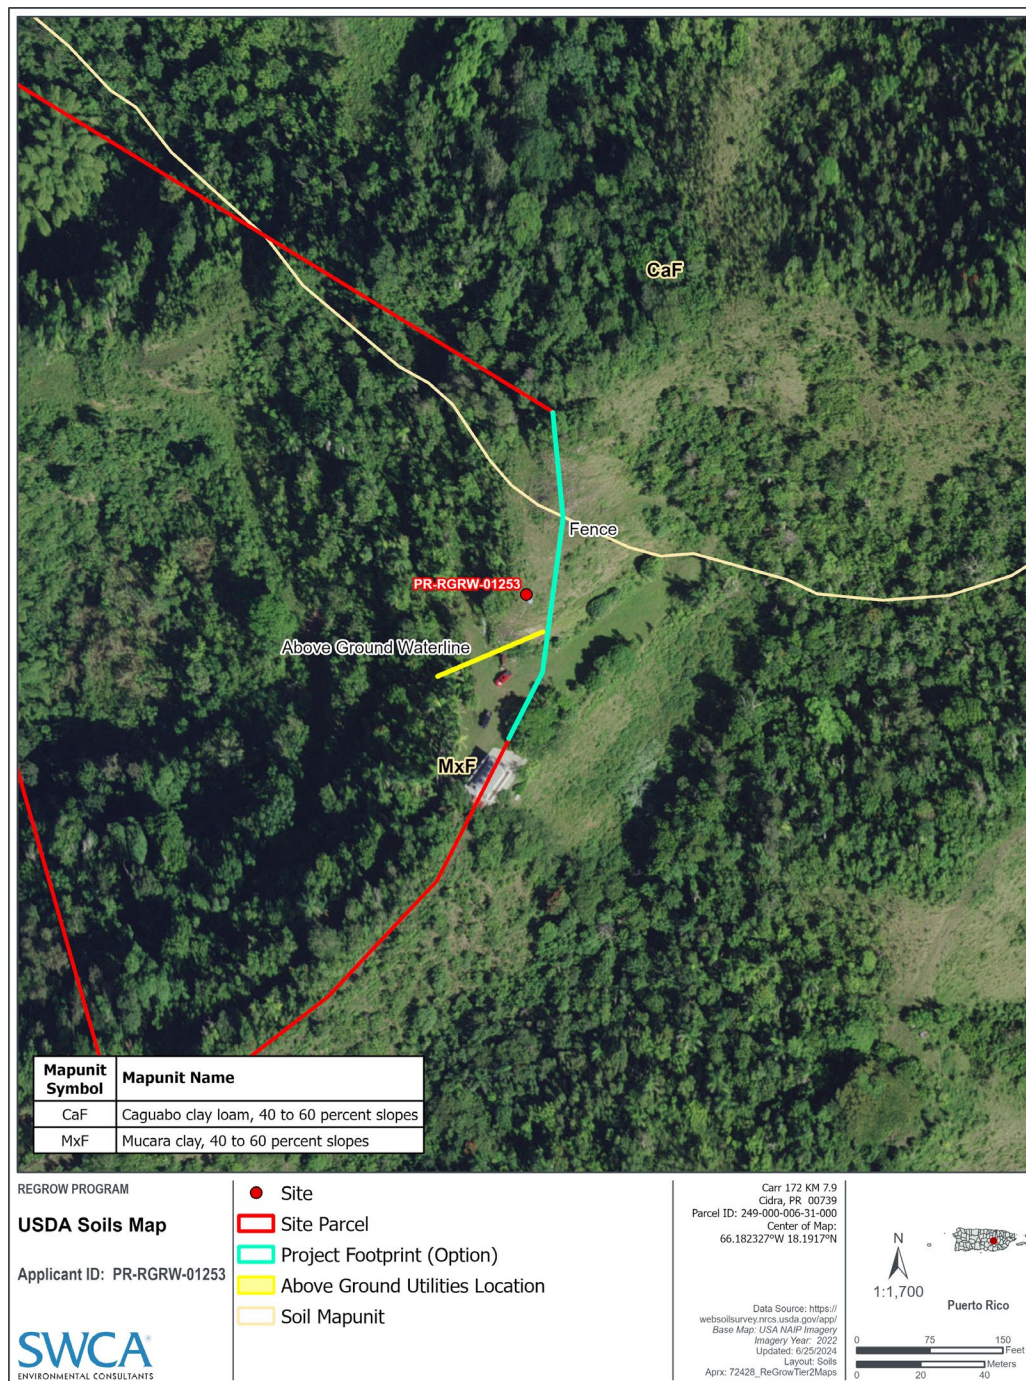 CaF
Fence
PR-RGRW-01253
Above Ground Waterline
MxF
Mapunit Symbol Mapunit Name
CaF Caguabo clay loam, 40 to 60 percent slopes
MxF Mucara clay, 40 to 60 percent slopes
REGROW PROGRAM
USDA Soils Map
Applicant ID: PR-RGRW-01253
SWCA
ENVIRONMENTAL CONSULTANTS
Site
Site Parcel
Project Footprint (Option)
Above Ground Utilities Location
Soil Mapunit
Carr 172 KM 7.9
Cidra, PR 00739
Parcel ID: 249-000-006-31-000
Center of Map:
66.182327°W 18.1917°N
Data Source: https://
websoilsurvey.nrcs.usda.gov/app/
Base Map: USA NAIP Imagery
Imagery Year: 2022
Updated: 6/25/2024
Layout: Soils
Aprx: 72428_ReGrowTier2Maps
N
1:1,700
Puerto Rico
0 75 150
Feet
Meters
0 20 40